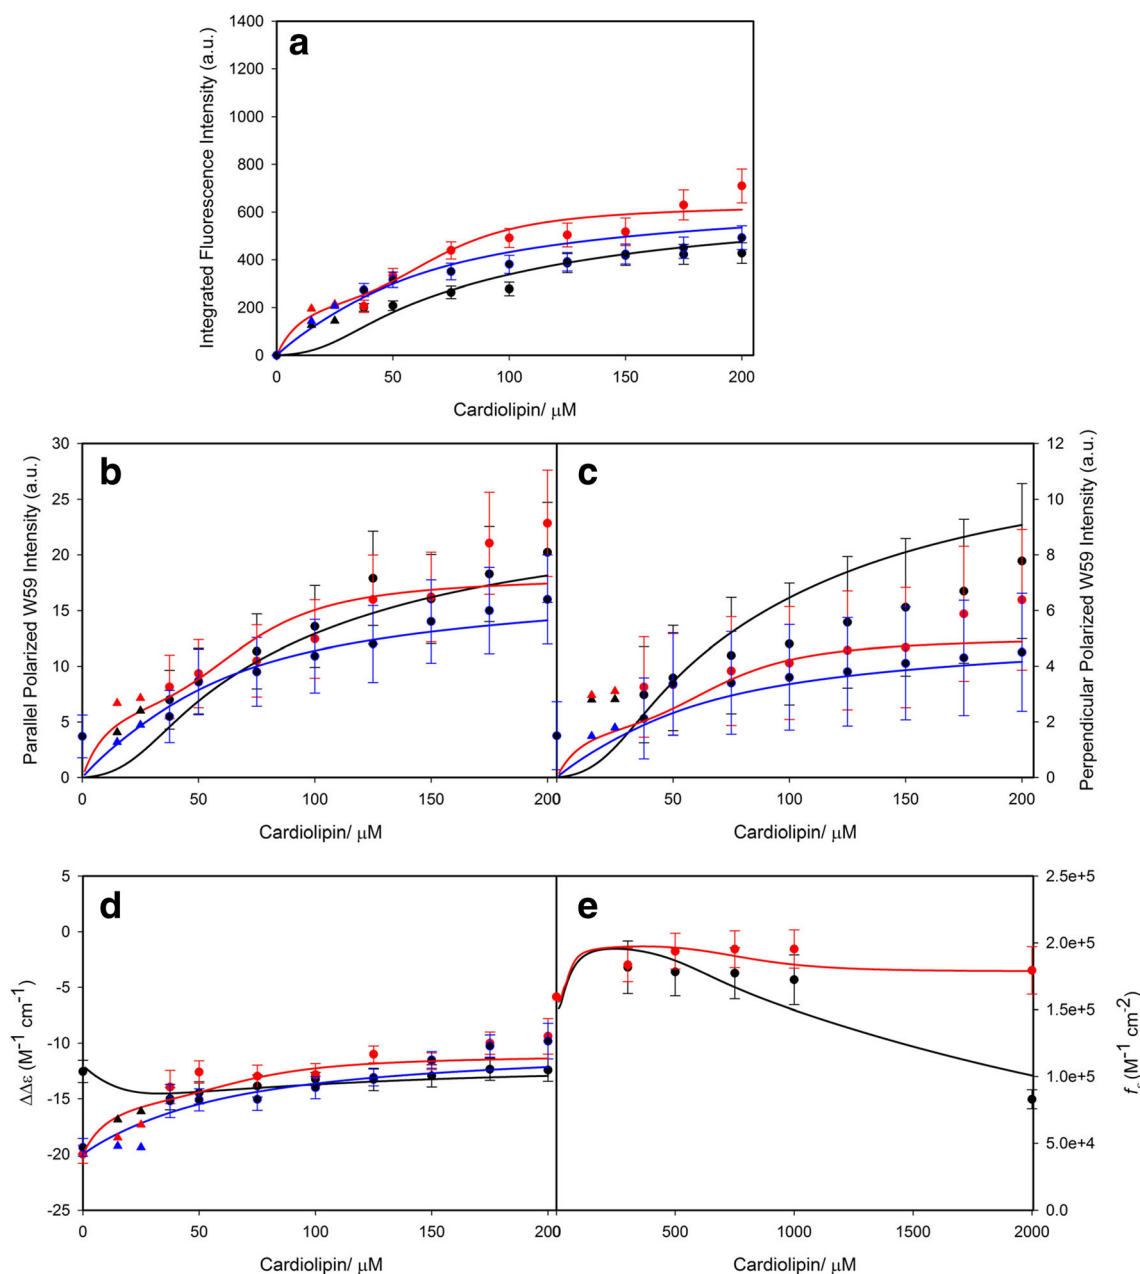 a
Integrated Fluorescence Intensity (a.u.)
1400
1200
1000
800
600
400
200
0
0 50 100 150 200
Cardiolipin/ μM
b
Parallel Polarized W59 Intensity (a.u.)
30
25
20
15
10
5
0
0 50 100 150 200
Cardiolipin/ μM
c
Perpendicular Polarized W59 Intensity (a.u.)
12
10
8
6
4
2
0
0 50 100 150 200
Cardiolipin/ μM
d
ΔΔε (M⁻¹ cm⁻¹)
5
0
-5
-10
-15
-20
-25
0 50 100 150 200
Cardiolipin/ μM
e
(M⁻¹ cm⁻²)
2.5e+5
2.0e+5
1.5e+5
1.0e+5
5.0e+4
0.0
0 500 1000 2000
Cardiolipin/ μM